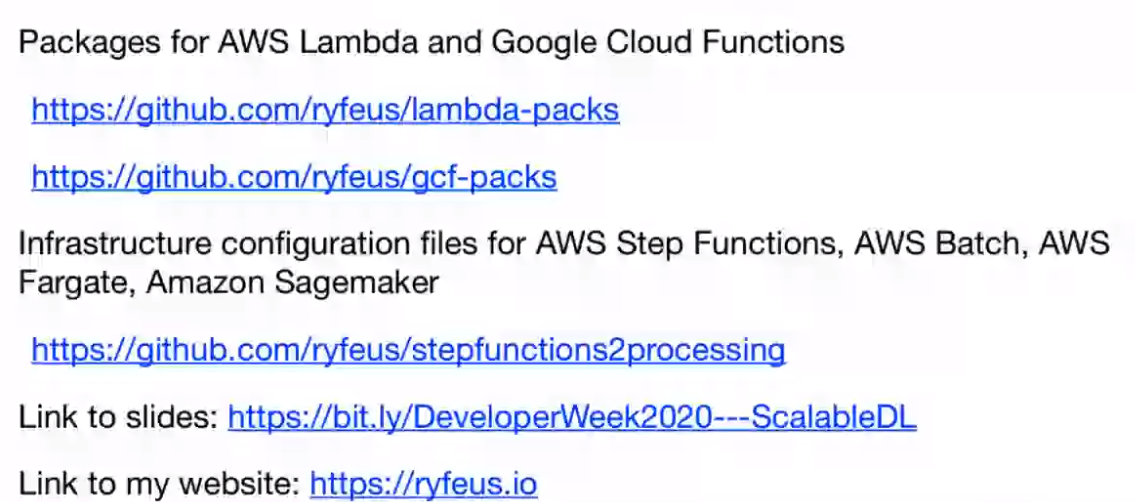 Packages for AWS Lambda and Google Cloud Functions
https://github.com/ryfeus/lambda-packs
https://github.com/ryfeus/gcf-packs
Infrastructure configuration files for AWS Step Functions, AWS Batch, AWS
Fargate, Amazon Sagemaker
https://github.com/ryfeus/stepfunctions2processing
Link to slides: https://bit.ly/DeveloperWeek2020---ScalableDL
Link to my website: https://ryfeus.io